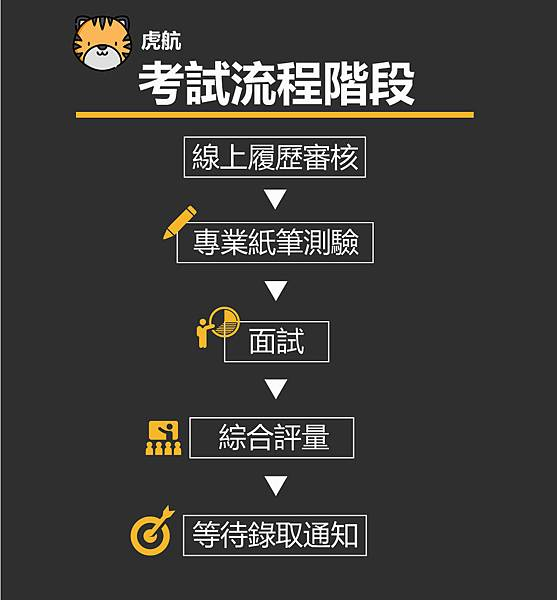 虎航
考試流程階段
線上履歷審核
專業紙筆測驗
面試
綜合評量
等待錄取通知